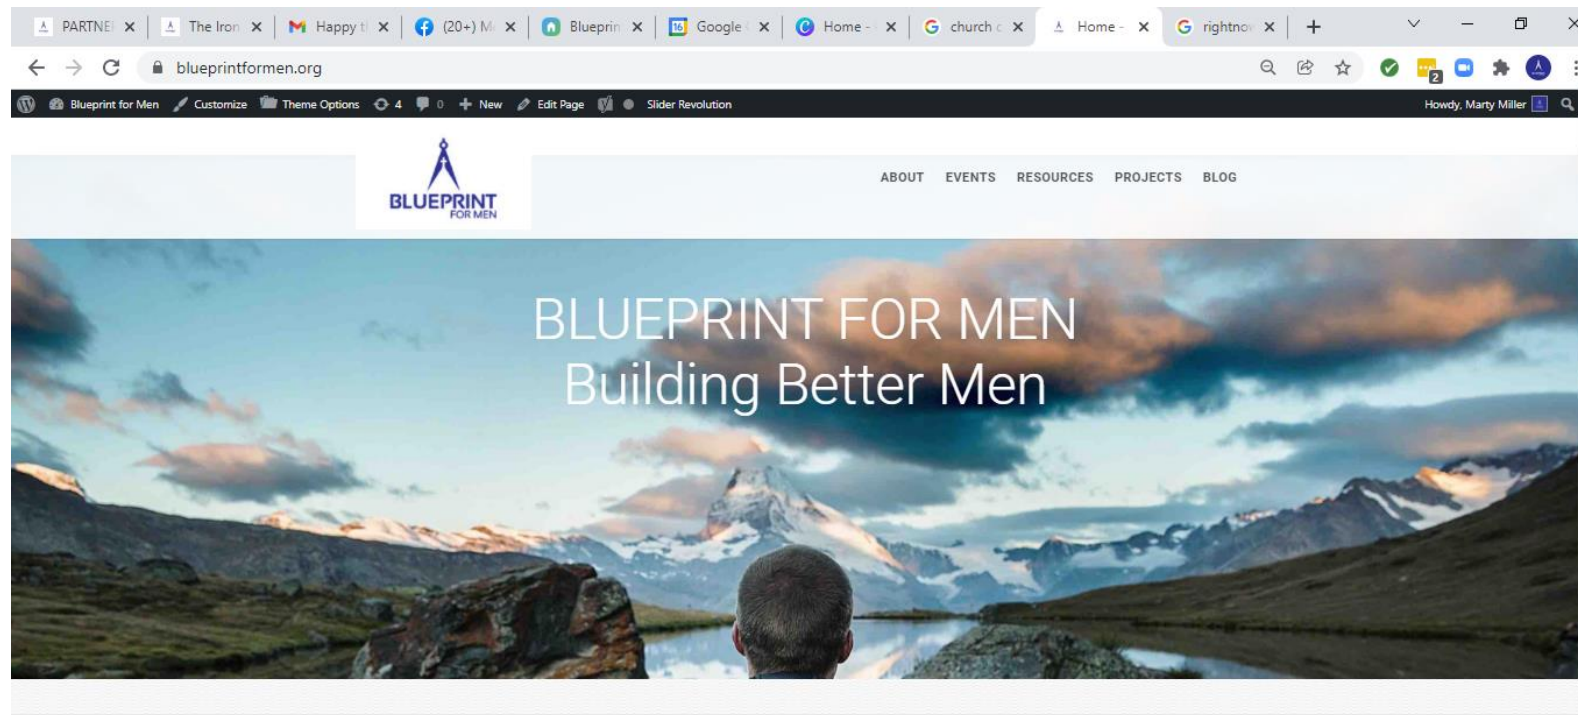 PARTNE
The Iron
Happy t
(20+) M
Blueprin
Google
Home -
church c
Home -
rightno
blueprintformen.org
2
Blueprint for Men Customize Theme Options 4 0 New Edit Page Slider Revolution Howdy, Marty Miller
BLUEPRINT
FOR MEN
ABOUT EVENTS RESOURCES PROJECTS BLOG
BLUEPRINT FOR MEN
Building Better Men